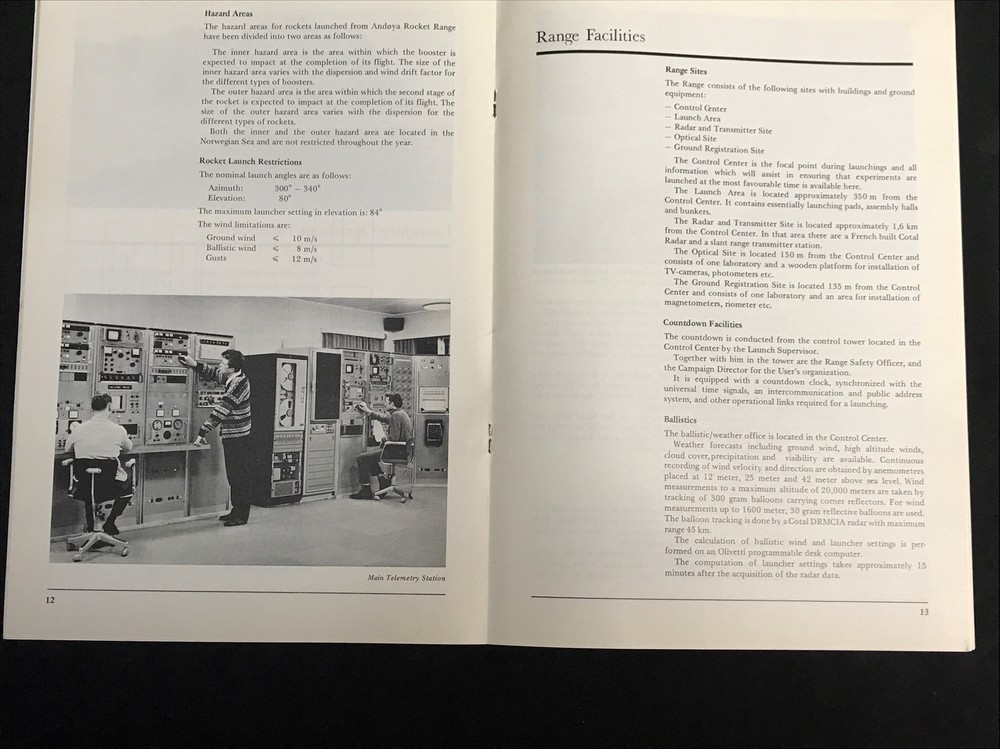 Hazard Areas
The hazard areas for rockets launched from Andøya Rocket Range
have been divided into two areas as follows:
The inner hazard area is the area within which the booster is
expected to impact at the completion of its flight. The size of the
inner hazard area varies with the dispersion and wind drift factor for
the different types of boosters.
The outer hazard area is the area within which the second stage of
the rocket is expected to impact at the completion of its flight. The
size of the outer hazard area varies with the dispersion for the
different types of rockets.
Both the inner and the outer hazard area are located in the
Norwegian Sea and are not restricted throughout the year.
Rocket Launch Restrictions
The nominal launch angles are as follows:
Azimuth: 300° – 340°
Elevation: 80°
The maximum launcher setting in elevation is: 84°
The wind limitations are:
Ground wind ⩽ 10 m/s
Ballistic wind ⩽ 8 m/s
Gusts ⩽ 12 m/s
Main Telemetry Station
12
Range Facilities
Range Sites
The Range consists of the following sites with buildings and ground
equipment:
– Control Center
– Launch Area
– Radar and Transmitter Site
– Optical Site
– Ground Registration Site
The Control Center is the focal point during launchings and all
information which will assist in ensuring that experiments are
launched at the most favourable time is available here.
The Launch Area is located approximately 350 m from the
Control Center. It contains essentially launching pads, assembly halls
and bunkers.
The Radar and Transmitter Site is located approximately 1,6 km
from the Control Center. In that area there are a French built Cotal
Radar and a slant range transmitter station.
The Optical Site is located 150 m from the Control Center and
consists of one laboratory and a wooden platform for installation of
TV-cameras, photometers etc.
The Ground Registration Site is located 135 m from the Control
Center and consists of one laboratory and an area for installation of
magnetometers, riometer etc.
Countdown Facilities
The countdown is conducted from the control tower located in the
Control Center by the Launch Supervisor.
Together with him in the tower are the Range Safety Officer, and
the Campaign Director for the User's organization.
It is equipped with a countdown clock, synchronized with the
universal time signals, an intercommunication and public address
system, and other operational links required for a launching.
Ballistics
The ballistic/weather office is located in the Control Center.
Weather forecasts including ground wind, high altitude winds,
cloud cover, precipitation and visibility are available. Continuous
recording of wind velocity and direction are obtained by anemometers
placed at 12 meter, 25 meter and 42 meter above sea level. Wind
measurements to a maximum altitude of 20,000 meters are taken by
tracking of 300 gram balloons carrying corner reflectors. For wind
measurements up to 1600 meter, 30 gram reflective balloons are used.
The balloon tracking is done by a Cotal DRMCIA radar with maximum
range 45 km.
The calculation of ballistic wind and launcher settings is per-
formed on an Olivetti programmable desk computer.
The computation of launcher settings takes approximately 15
minutes after the acquisition of the radar data.
13